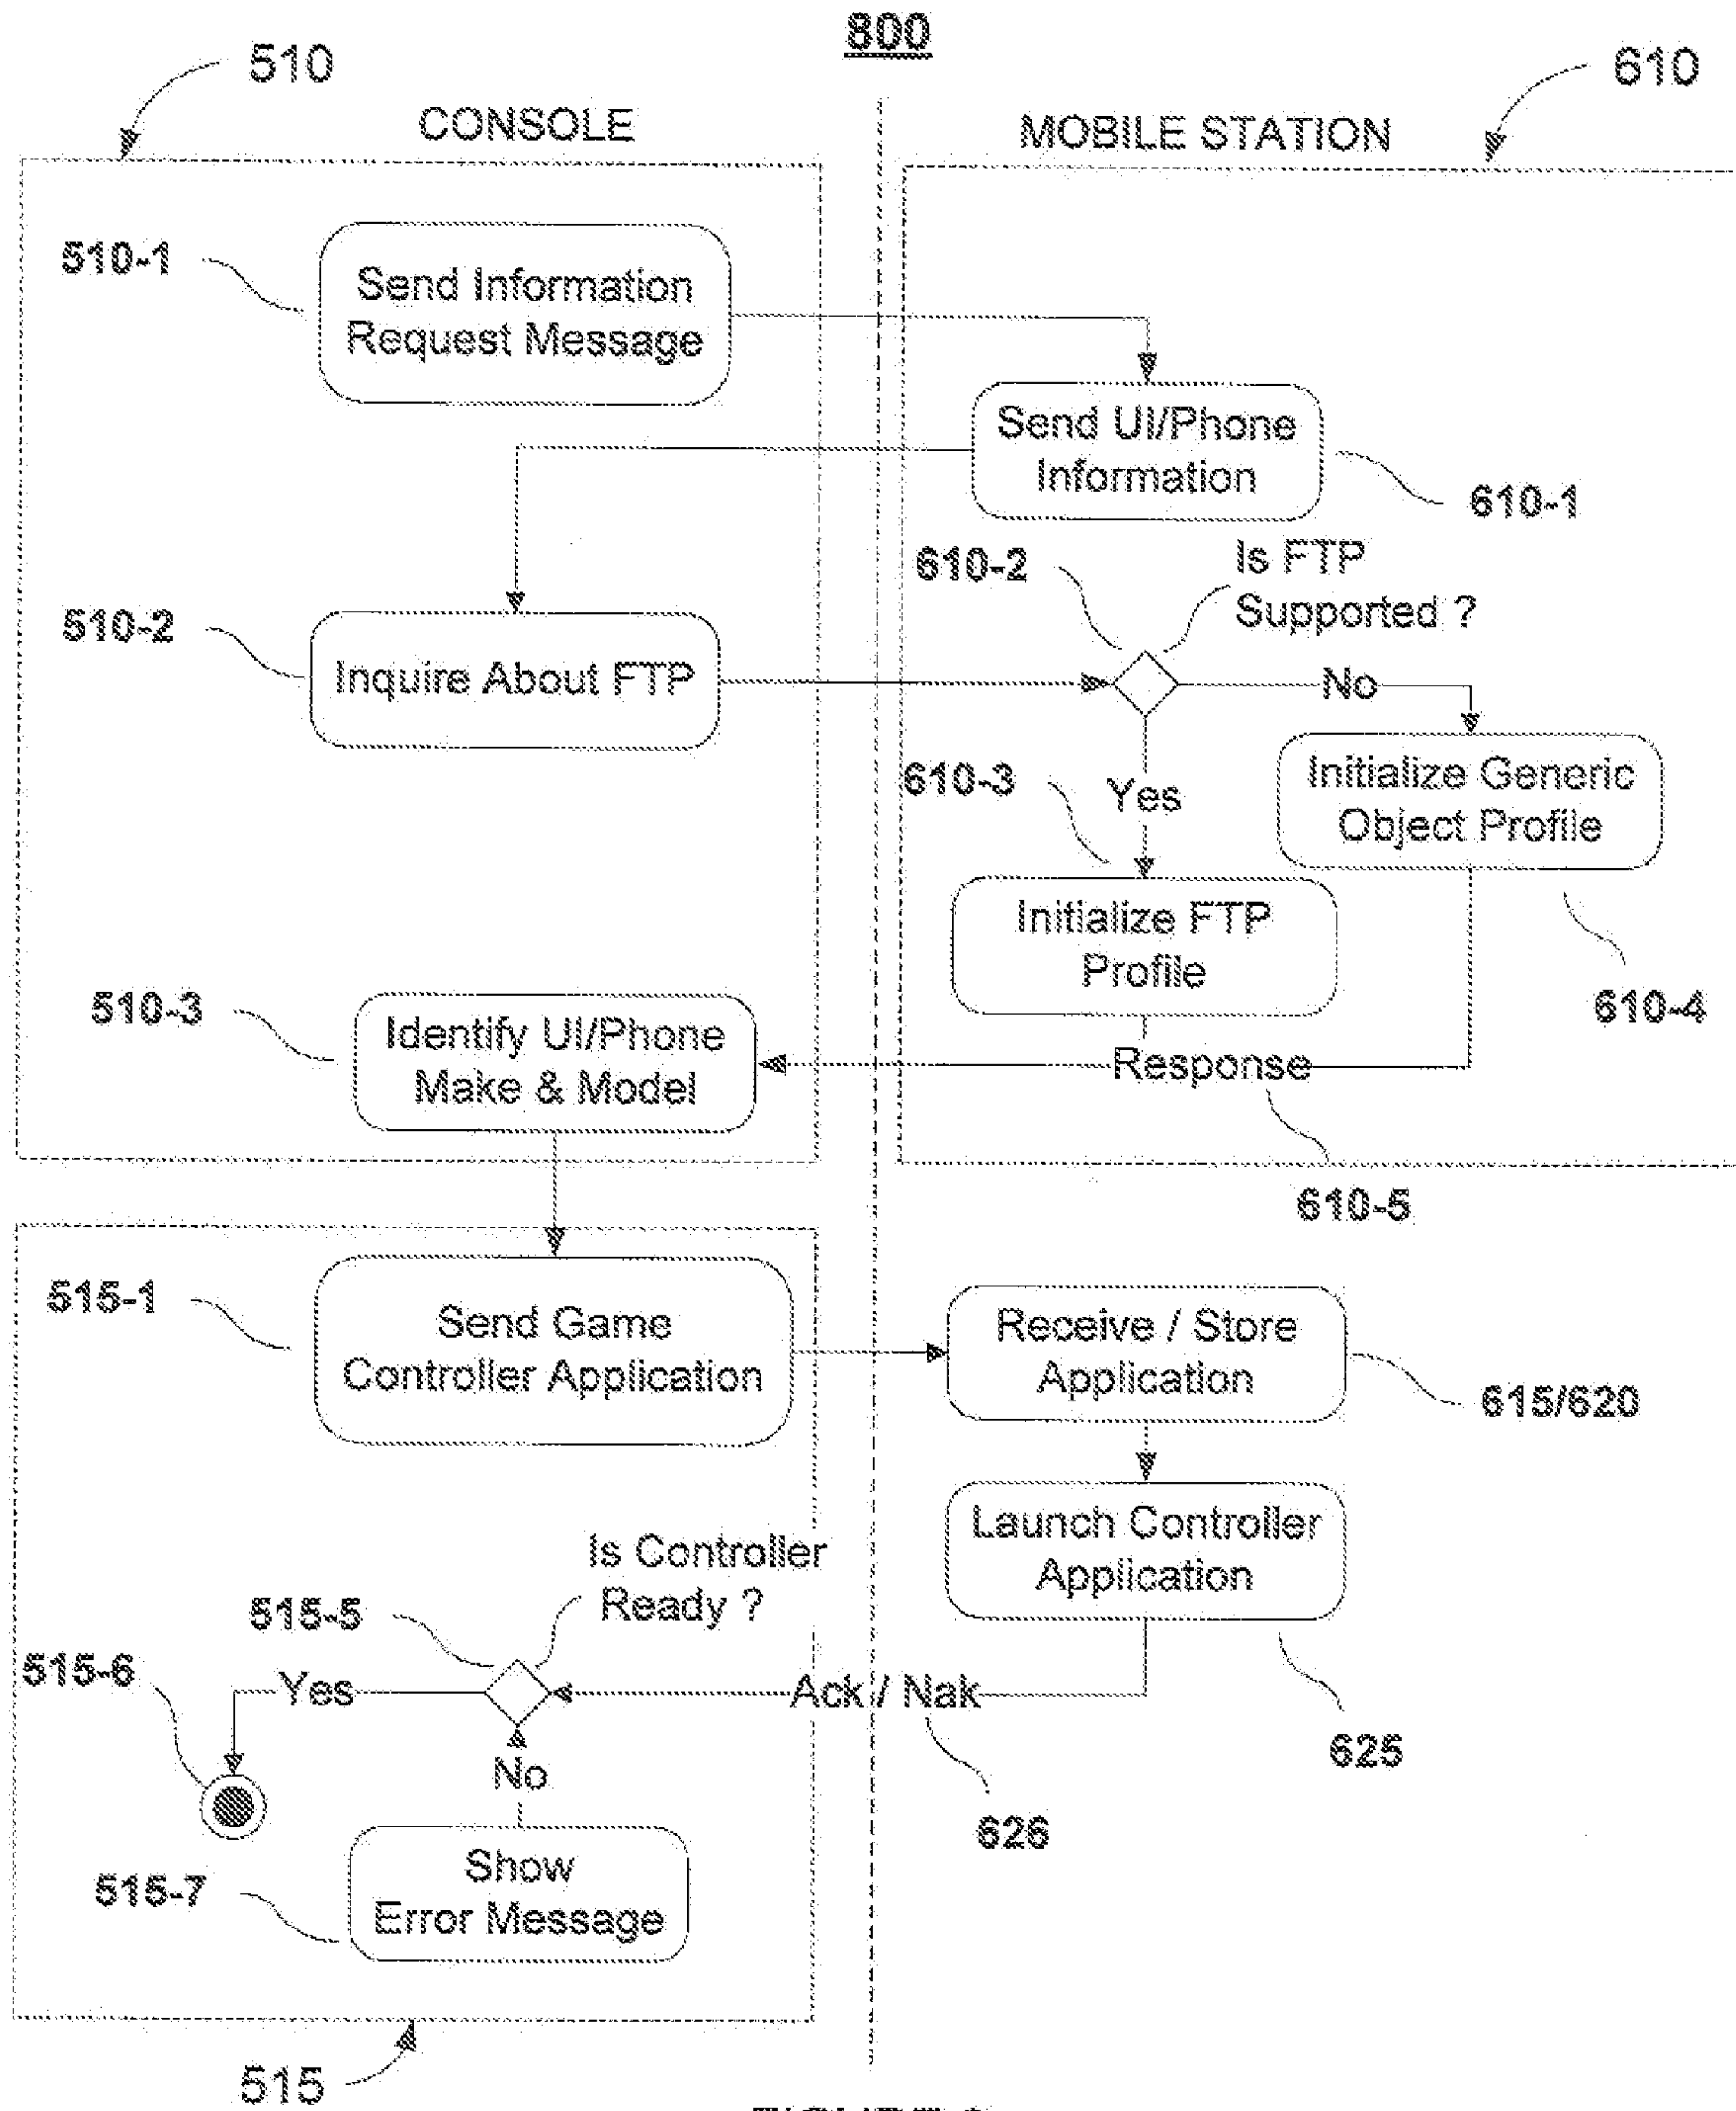 800
510
610
CONSOLE
MOBILE STATION
510-1
Send Information
Request Message
Send UI/Phone
Information
610-1
610-2
Is FTP
Supported ?
510-2
Inquire About FTP
No
610-3
Yes
Initialize Generic
Object Profile
Initialize FTP
Profile
510-3
Identify UI/Phone
Make & Model
610-4
Response
610-5
515-1
Send Game
Controller Application
Receive / Store
Application
615/620
Launch Controller
Application
Is Controller
Ready ?
515-5
515-6
Yes
Ack / Nak
625
No
626
515-7
Show
Error Message
515